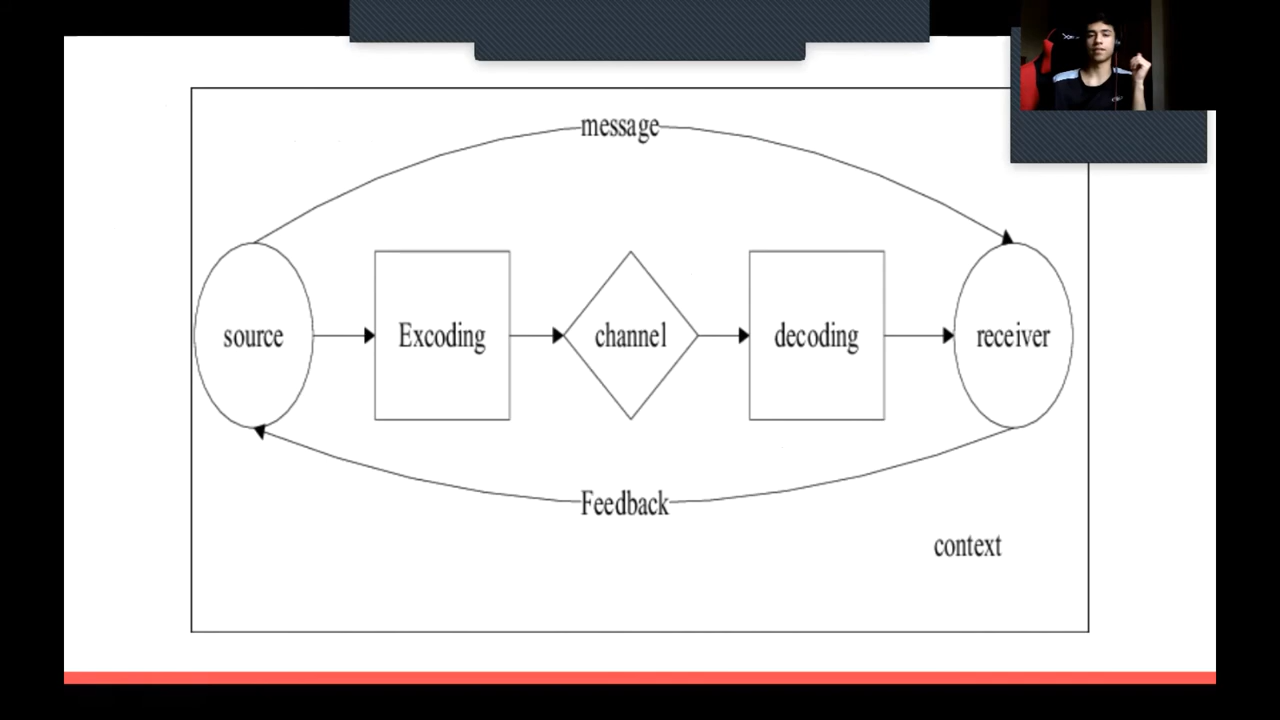 message
source
Excoding
channel
decoding
receiver
Feedback
context